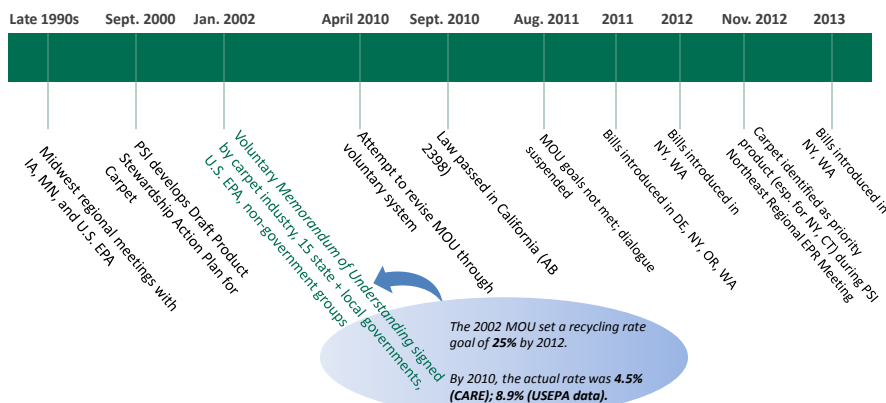 Late 1990s
Sept. 2000
Jan. 2002
April 2010
Sept. 2010
Aug. 2011
2011
2012
Nov. 2012
2013
Midwest regional meetings with
IA, MN, and U.S. EPA
PSI develops Draft Product
Stewardship Action Plan for
Carpet
Voluntary Memorandum of Understanding signed
by carpet industry, 15 state + local governments,
U.S. EPA, non-government groups
Attempt to revise MOU through
voluntary system
Law passed in California (AB
2398)
MOU goals not met, dialogue
suspended
Bills introduced in DE, NY, OR, WA
Bills introduced in
NY, WA
Carpet identified as priority
product (esp. for NY, CT) during PSI
Northeast Regional EPR Meeting
Bills introduced in
NY, WA
The 2002 MOU set a recycling rate
goal of 25% by 2012.
By 2010, the actual rate was 4.5%
(CARE); 8.9% (USEPA data).